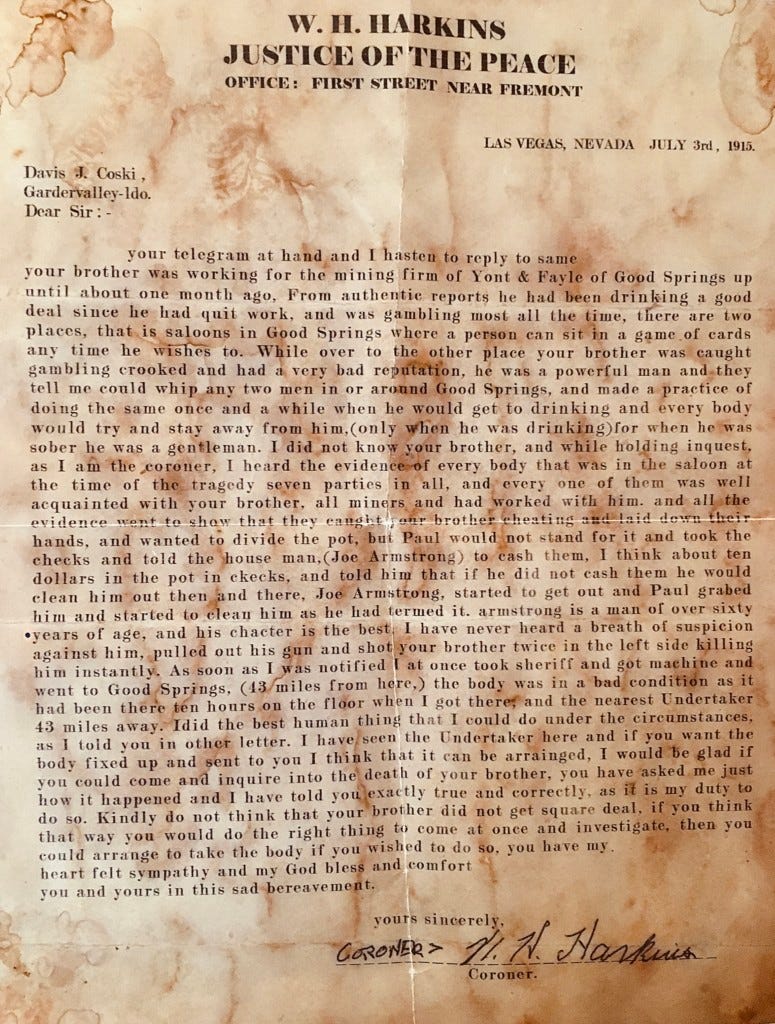 W. H. HARKINS
JUSTICE OF THE PEACE
OFFICE: FIRST STREET NEAR FREMONT
LAS VEGAS, NEVADA JULY 3rd, 1915.
Davis J. Coski,
Gardervalley-Ido.
Dear Sir:-
your telegram at hand and I hasten to reply to same
your brother was working for the mining firm of Yont & Fayle of Good Springs up
until about one month ago, From authentic reports he had been drinking a good
deal since he had quit work, and was gambling most all the time, there are two
places, that is saloons in Good Springs where a person can sit in a game of cards
any time he wishes to. While over to the other place your brother was caught
gambling crooked and had a very bad reputation, he was a powerful man and they
tell me could whip any two men in or around Good Springs, and made a practice of
doing the same once and a while when he would get to drinking and every body
would try and stay away from him,(only when he was drinking)for when he was
sober he was a gentleman. I did not know your brother, and while holding inquest,
as I am the coroner, I heard the evidence of every body that was in the saloon at
the time of the tragedy seven parties in all, and every one of them was well
acquainted with your brother, all miners and had worked with him. and all the
evidence went to show that they caught your brother cheating and laid down their
hands, and wanted to divide the pot, but Paul would not stand for it and took the
checks and told the house man,(Joe Armstrong) to cash them, I think about ten
dollars in the pot in ckecks, and told him that if he did not cash them he would
clean him out then and there, Joe Armstrong, started to get out and Paul grabed
him and started to clean him as he had termed it. armstrong is a man of over sixty
years of age, and his chacter is the best, I have never heard a breath of suspicion
against him, pulled out his gun and shot your brother twice in the left side killing
him instantly. As soon as I was notified I at once took sheriff and got machine and
went to Good Springs, (43 miles from here,) the body was in a bad condition as it
had been there ten hours on the floor when I got there, and the nearest Undertaker
43 miles away. Idid the best human thing that I could do under the circumstances,
as I told you in other letter. I have seen the Undertaker here and if you want the
body fixed up and sent to you I think that it can be arrainged, I would be glad if
you could come and inquire into the death of your brother, you have asked me just
how it happened and I have told you exactly true and correctly, as it is my duty to
do so. Kindly do not think that your brother did not get square deal, if you think
that way you would do the right thing to come at once and investigate, then you
could arrange to take the body if you wished to do so, you have my.
heart felt sympathy and my God bless and comfort
you and yours in this sad bereavement.
yours sincerely,
CORONER> W. H. Harkins
Coroner.